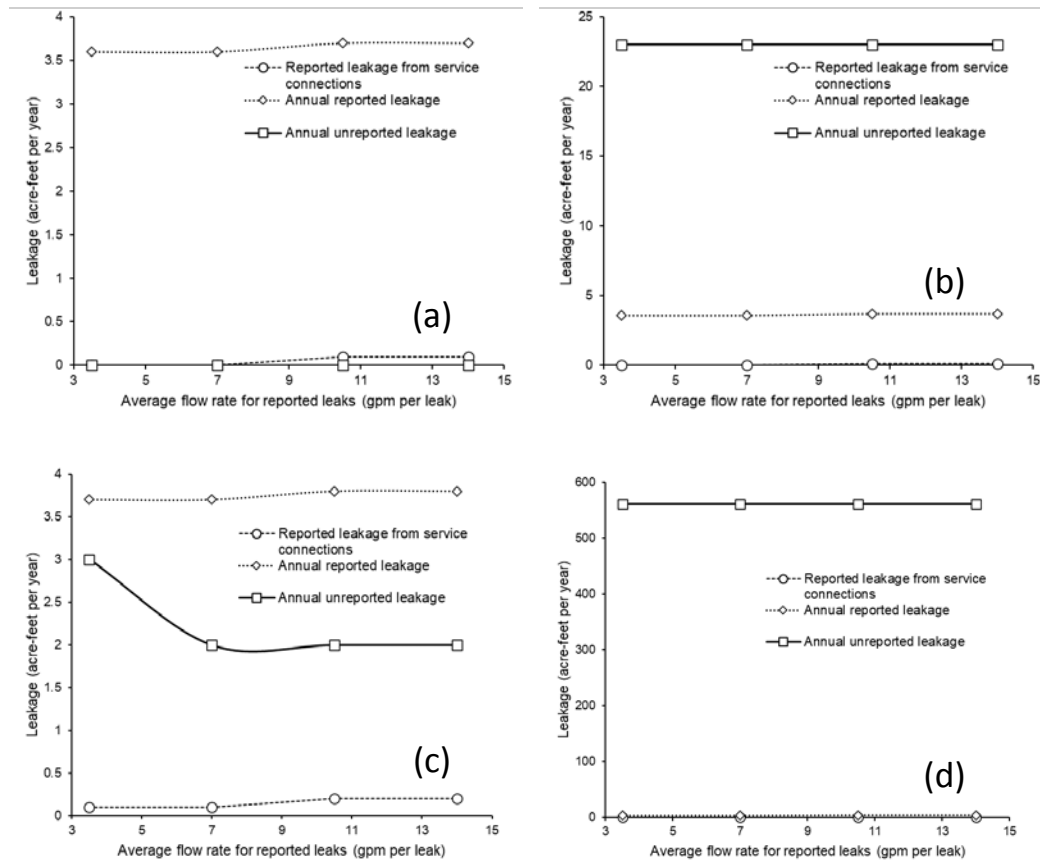 4
3.5
3
2.5
2
1.5
1
0.5
0
Leakage (acre-feet per year)
Reported leakage from service
connections
Annual reported leakage
Annual unreported leakage
(a)
3 5 7 9 11 13 15
Average flow rate for reported leaks (gpm per leak)
25
20
15
10
5
0
Leakage (acre-feet per year)
Reported leakage from service
connections
Annual reported leakage
Annual unreported leakage
(b)
3 5 7 9 11 13 15
Average flow rate for reported leaks (gpm per leak)
4
3.5
3
2.5
2
1.5
1
0.5
0
Leakage (acre-feet per year)
Reported leakage from service
connections
Annual reported leakage
Annual unreported leakage
(c)
3 5 7 9 11 13 15
Average flow rate for reported leaks (gpm per leak)
600
500
400
300
200
100
0
Leakage (acre-feet per year)
Reported leakage from service
connections
Annual reported leakage
Annual unreported leakage
(d)
3 5 7 9 11 13 15
Average flow rate for reported leaks (gpm per leak)